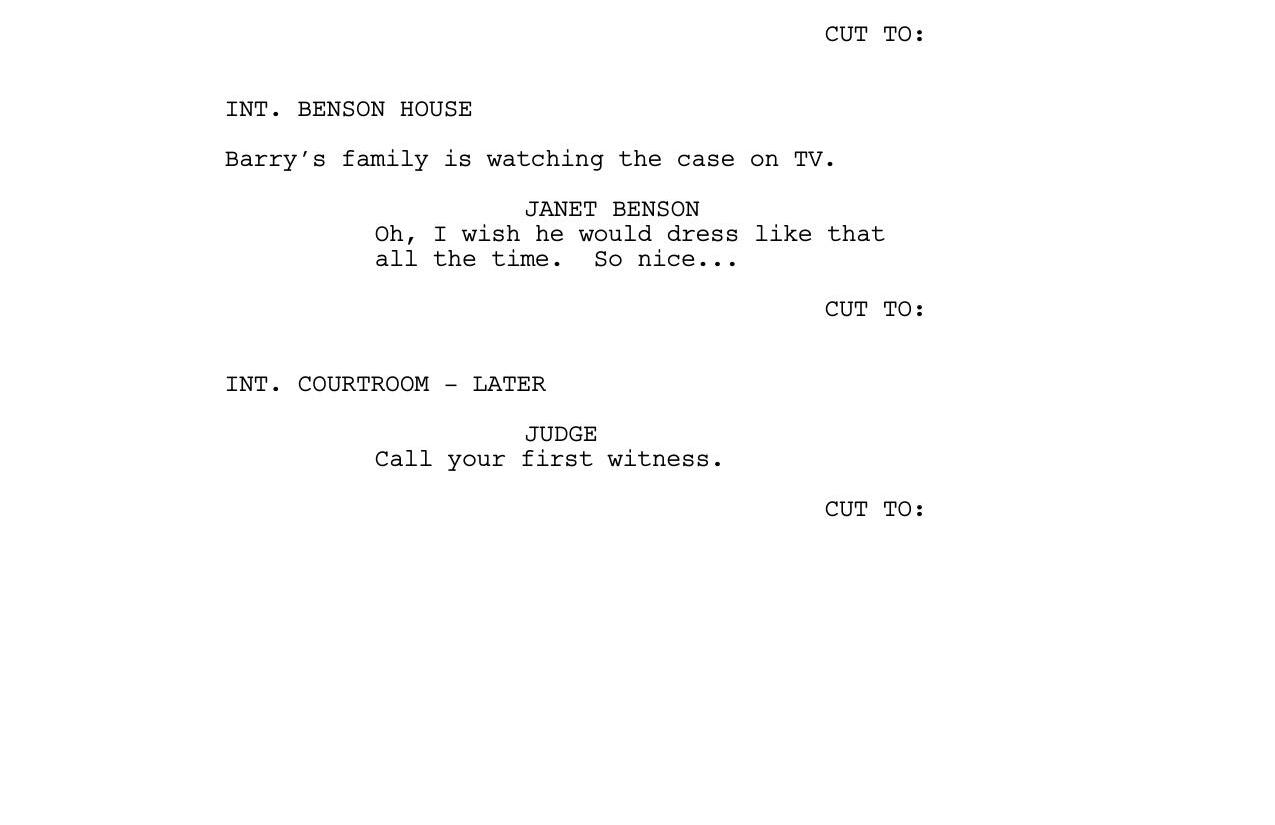 CUT TO:
INT. BENSON HOUSE
Barry’s family is watching the case on TV.
JANET BENSON
Oh, I wish he would dress like that
all the time.  So nice...
CUT TO:
INT. COURTROOM – LATER
JUDGE
Call your first witness.
CUT TO: